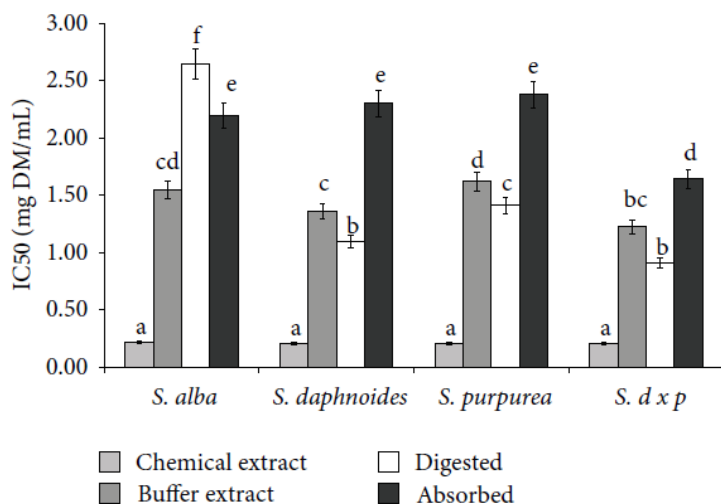 3.00
2.50
2.00
1.50
1.00
0.50
0.00
IC50 (mg DM/mL)
a
cd
f
e
a
c
b
e
a
d
c
e
a
bc
b
d
S. alba
S. daphnoides
S. purpurea
S. d x p
Chemical extract
Buffer extract
Digested
Absorbed